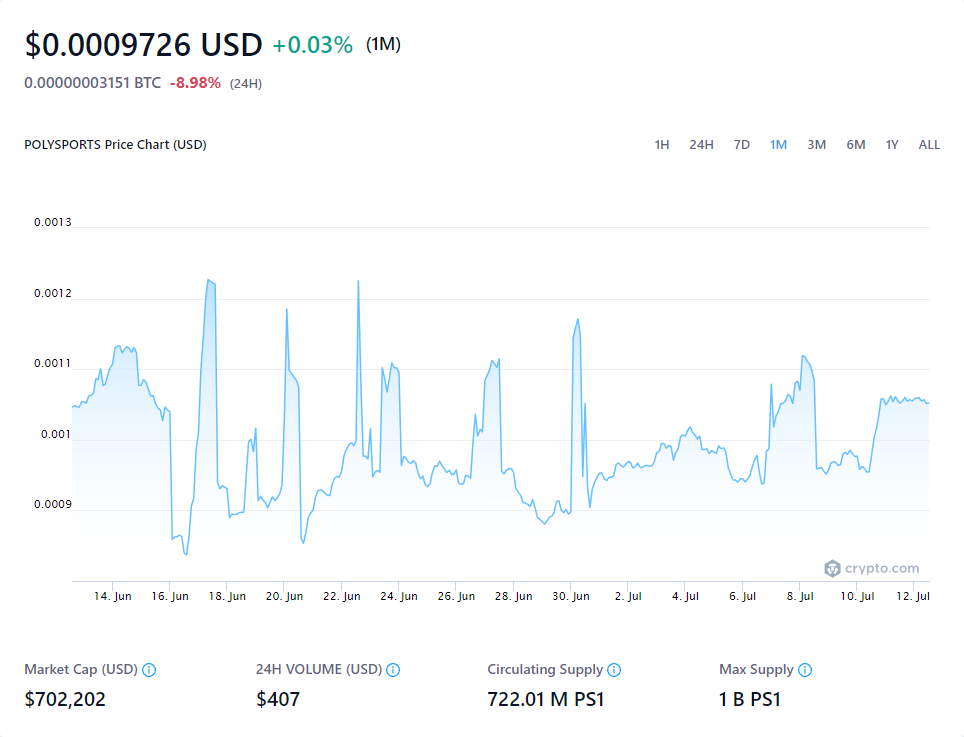 $0.0009726 USD +0.03% (1M)
0.00000003151 BTC -8.98% (24H)
POLYSPORTS Price Chart (USD) 1H 24H 7D 1M 3M 6M 1Y ALL
0.0013
0.0012
0.0011
0.001
0.0009
crypto.com
14. Jun 16. Jun 18. Jun 20. Jun 22. Jun 24. Jun 26. Jun 28. Jun 30. Jun 2. Jul 4. Jul 6. Jul 8. Jul 10. Jul 12. Jul
Market Cap (USD) 24H VOLUME (USD) Circulating Supply Max Supply
$702,202 $407 722.01 M PS1 1 B PS1